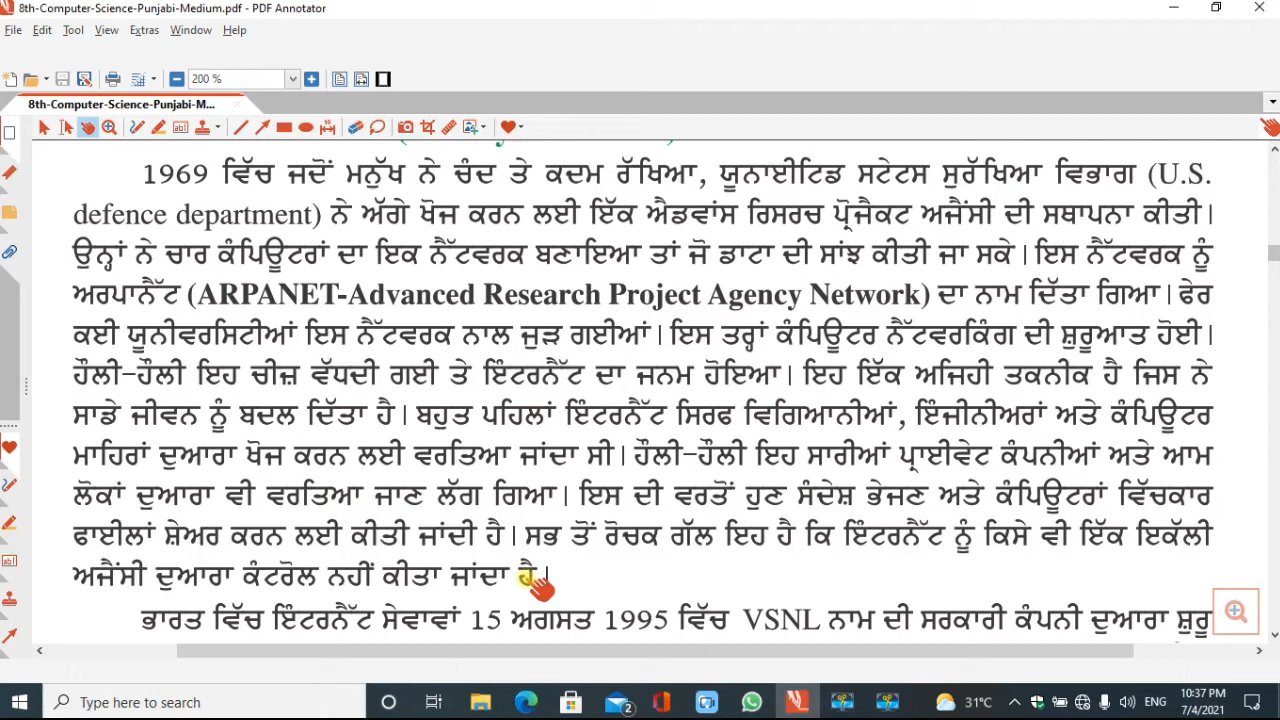 8th-Computer-Science-Punjabi-Medium.pdf - PDF Annotator
File Edit Tool View Extras Window Help
200 %
8th-Computer-Science-Punjabi-M...
1969 ਵਿੱਚ ਜਦੋਂ ਮਨੁੱਖ ਨੇ ਚੰਦ ਤੇ ਕਦਮ ਰੱਖਿਆ, ਯੂਨਾਈਟਿਡ ਸਟੇਟਸ ਸੁਰੱਖਿਆ ਵਿਭਾਗ (U.S.
defence department) ਨੇ ਅੱਗੇ ਖੋਜ ਕਰਨ ਲਈ ਇੱਕ ਐਡਵਾਂਸ ਰਿਸਰਚ ਪ੍ਰੋਜੈਕਟ ਅਜੈਂਸੀ ਦੀ ਸਥਾਪਨਾ ਕੀਤੀ।
ਉਨ੍ਹਾਂ ਨੇ ਚਾਰ ਕੰਪਿਊਟਰਾਂ ਦਾ ਇਕ ਨੈੱਟਵਰਕ ਬਣਾਇਆ ਤਾਂ ਜੋ ਡਾਟਾ ਦੀ ਸਾਂਝ ਕੀਤੀ ਜਾ ਸਕੇ। ਇਸ ਨੈੱਟਵਰਕ ਨੂੰ
ਅਰਪਾਨੈੱਟ (ARPANET-Advanced Research Project Agency Network) ਦਾ ਨਾਮ ਦਿੱਤਾ ਗਿਆ। ਫੇਰ
ਕਈ ਯੂਨੀਵਰਸਿਟੀਆਂ ਇਸ ਨੈੱਟਵਰਕ ਨਾਲ ਜੁੜ ਗਈਆਂ। ਇਸ ਤਰ੍ਹਾਂ ਕੰਪਿਊਟਰ ਨੈੱਟਵਰਕਿੰਗ ਦੀ ਸ਼ੁਰੂਆਤ ਹੋਈ।
ਹੌਲੀ-ਹੌਲੀ ਇਹ ਚੀਜ਼ ਵੱਧਦੀ ਗਈ ਤੇ ਇੰਟਰਨੈੱਟ ਦਾ ਜਨਮ ਹੋਇਆ। ਇਹ ਇੱਕ ਅਜਿਹੀ ਤਕਨੀਕ ਹੈ ਜਿਸ ਨੇ
ਸਾਡੇ ਜੀਵਨ ਨੂੰ ਬਦਲ ਦਿੱਤਾ ਹੈ। ਬਹੁਤ ਪਹਿਲਾਂ ਇੰਟਰਨੈੱਟ ਸਿਰਫ ਵਿਗਿਆਨੀਆਂ, ਇੰਜੀਨੀਅਰਾਂ ਅਤੇ ਕੰਪਿਊਟਰ
ਮਾਹਿਰਾਂ ਦੁਆਰਾ ਖੋਜ ਕਰਨ ਲਈ ਵਰਤਿਆ ਜਾਂਦਾ ਸੀ। ਹੌਲੀ-ਹੌਲੀ ਇਹ ਸਾਰੀਆਂ ਪ੍ਰਾਈਵੇਟ ਕੰਪਨੀਆਂ ਅਤੇ ਆਮ
ਲੋਕਾਂ ਦੁਆਰਾ ਵੀ ਵਰਤਿਆ ਜਾਣ ਲੱਗ ਗਿਆ। ਇਸ ਦੀ ਵਰਤੋਂ ਹੁਣ ਸੰਦੇਸ਼ ਭੇਜਣ ਅਤੇ ਕੰਪਿਊਟਰਾਂ ਵਿੱਚਕਾਰ
ਫਾਈਲਾਂ ਸ਼ੇਅਰ ਕਰਨ ਲਈ ਕੀਤੀ ਜਾਂਦੀ ਹੈ। ਸਭ ਤੋਂ ਰੋਚਕ ਗੱਲ ਇਹ ਹੈ ਕਿ ਇੰਟਰਨੈੱਟ ਨੂੰ ਕਿਸੇ ਵੀ ਇੱਕ ਇਕੱਲੀ
ਅਜੈਂਸੀ ਦੁਆਰਾ ਕੰਟਰੋਲ ਨਹੀਂ ਕੀਤਾ ਜਾਂਦਾ ਹੈ।
ਭਾਰਤ ਵਿੱਚ ਇੰਟਰਨੈੱਟ ਸੇਵਾਵਾਂ 15 ਅਗਸਤ 1995 ਵਿੱਚ VSNL ਨਾਮ ਦੀ ਸਰਕਾਰੀ ਕੰਪਨੀ ਦੁਆਰਾ ਸ਼ੁਰੂ
Type here to search
2
31°C ENG
10:37 PM
7/4/2021